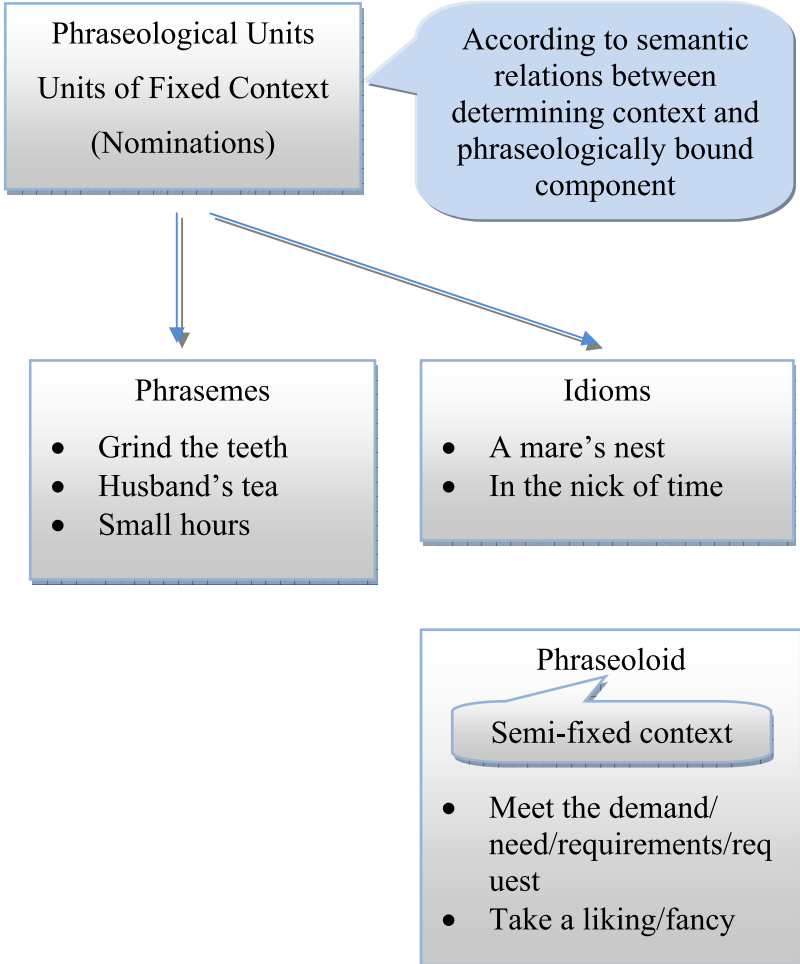 Phraseological Units
Units of Fixed Context
(Nominations)
According to semantic
relations between
determining context and
phraseologically bound
component
Phrasemes
• Grind the teeth
• Husband’s tea
• Small hours
Idioms
• A mare’s nest
• In the nick of time
Phraseoloid
Semi-fixed context
• Meet the demand/
need/requirements/req
uest
• Take a liking/fancy